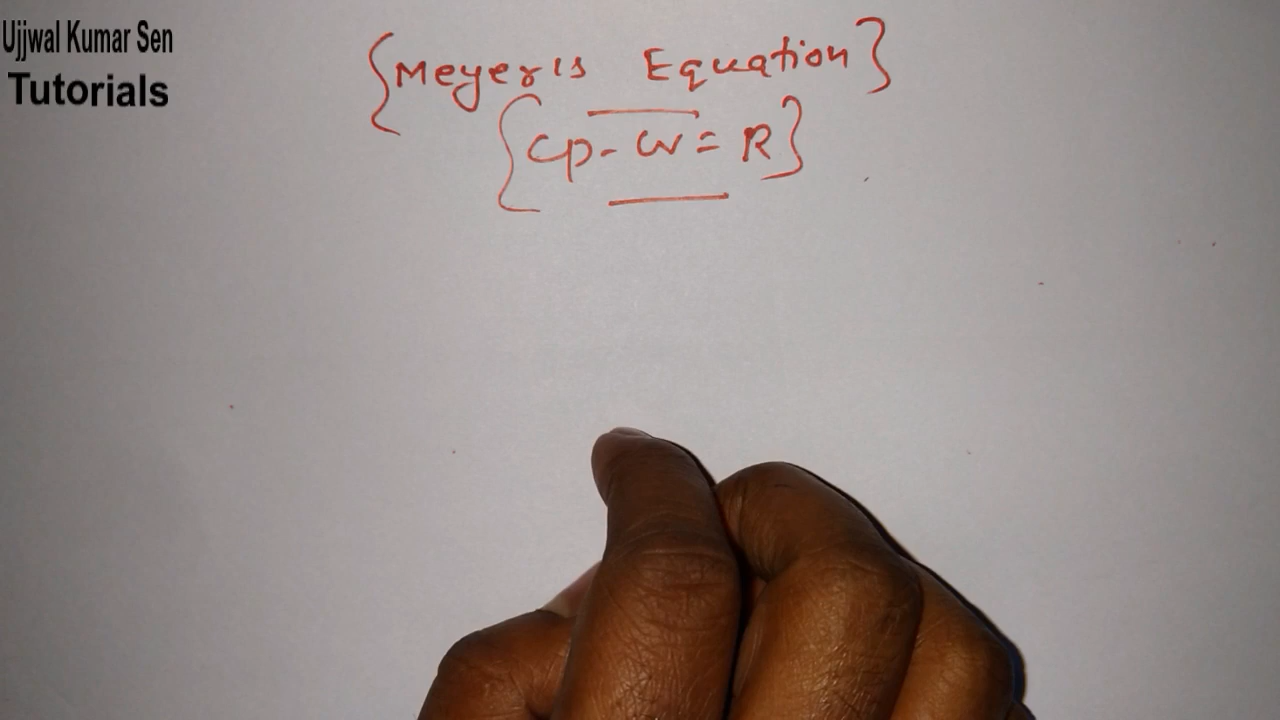 Ujjwal Kumar Sen
Tutorials
{Meyer's Equation}
{Cp - Cv = R}